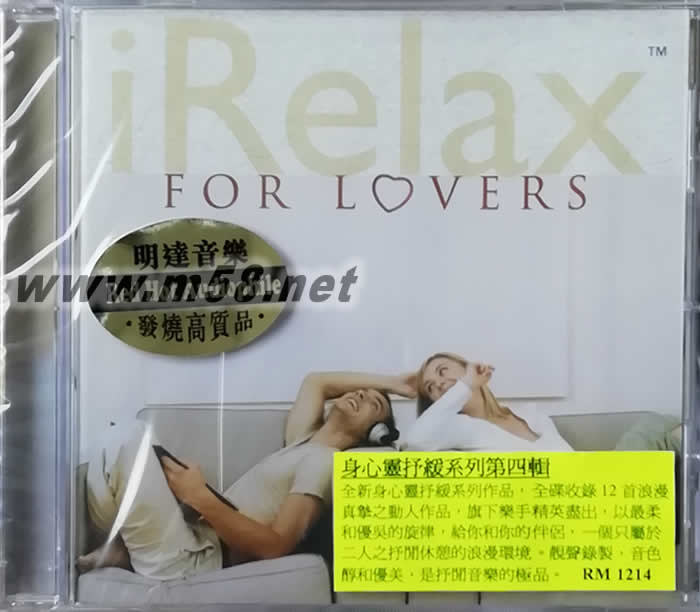 iRelax™
FOR LOVERS
明達音樂
www.m58.net
·發燒高質品·
身心靈抒緩系列第四輯
全新身心靈抒緩系列作品，全碟收錄12首浪漫
真摯之動人作品，旗下樂手精英盡出，以最柔
和優吳的旋律，給你和你的伴侶，一個只屬於
二人之抒閒休憩的浪漫環境。靚聲錄製，音色
醇和優美，是抒閒音樂的極品。 RM 1214